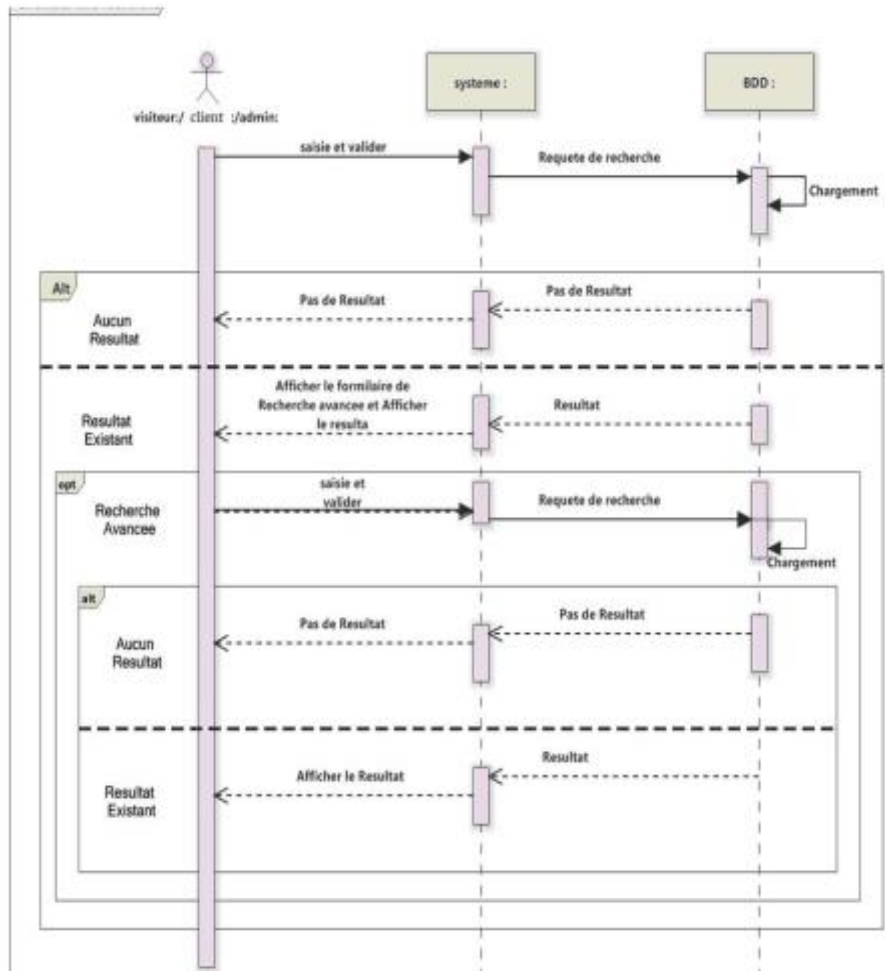 systeme :
BDD :
visiteur:/ client :/admin:
saisie et valider
Requete de recherche
Chargement
Alt
Aucun
Resultat
Pas de Resultat
Pas de Resultat
Resultat
Existant
Afficher le formilaire de
Recherche avancee et Afficher
le resulta
Resultat
opt
Recherche
Avancee
saisie et
valider
Requete de recherche
Chargement
alt
Aucun
Resultat
Pas de Resultat
Pas de Resultat
Resultat
Existant
Afficher le Resultat
Resultat